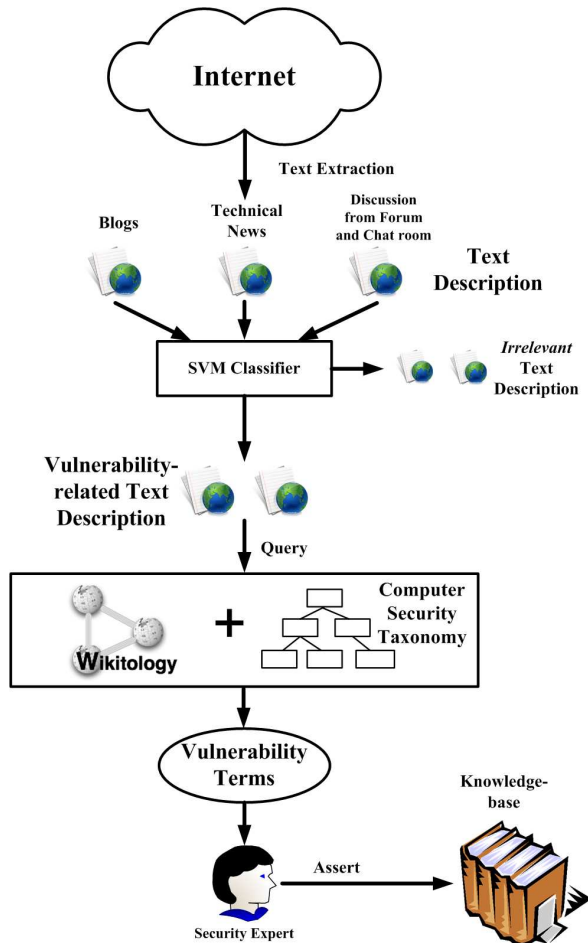 Internet
Text Extraction
Blogs
Technical
News
Discussion
from Forum
and Chat room
Text
Description
SVM Classifier
Irrelevant
Text
Description
Vulnerability-
related Text
Description
Query
Wikitology
+
Computer
Security
Taxonomy
Vulnerability
Terms
Knowledge-
base
Assert
Security Expert